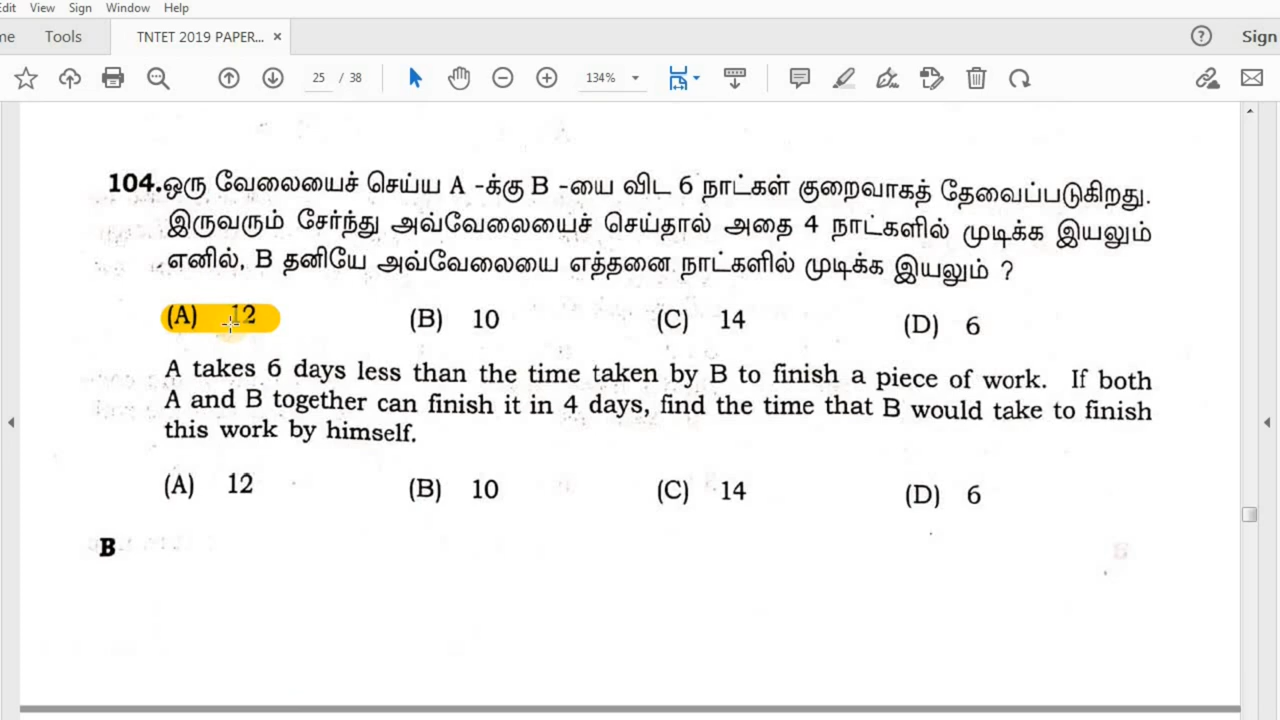 Edit View Sign Window Help
me Tools TNTET 2019 PAPER... × ? Sign
25 / 38 134%
104.ஒரு வேலையைச் செய்ய A -க்கு B -யை விட 6 நாட்கள் குறைவாகத் தேவைப்படுகிறது.
இருவரும் சேர்ந்து அவ்வேலையைச் செய்தால் அதை 4 நாட்களில் முடிக்க இயலும்
எனில், B தனியே அவ்வேலையை எத்தனை நாட்களில் முடிக்க இயலும் ?
(A) 12 (B) 10 (C) 14 (D) 6
A takes 6 days less than the time taken by B to finish a piece of work. If both
A and B together can finish it in 4 days, find the time that B would take to finish
this work by himself.
(A) 12 (B) 10 (C) 14 (D) 6
B